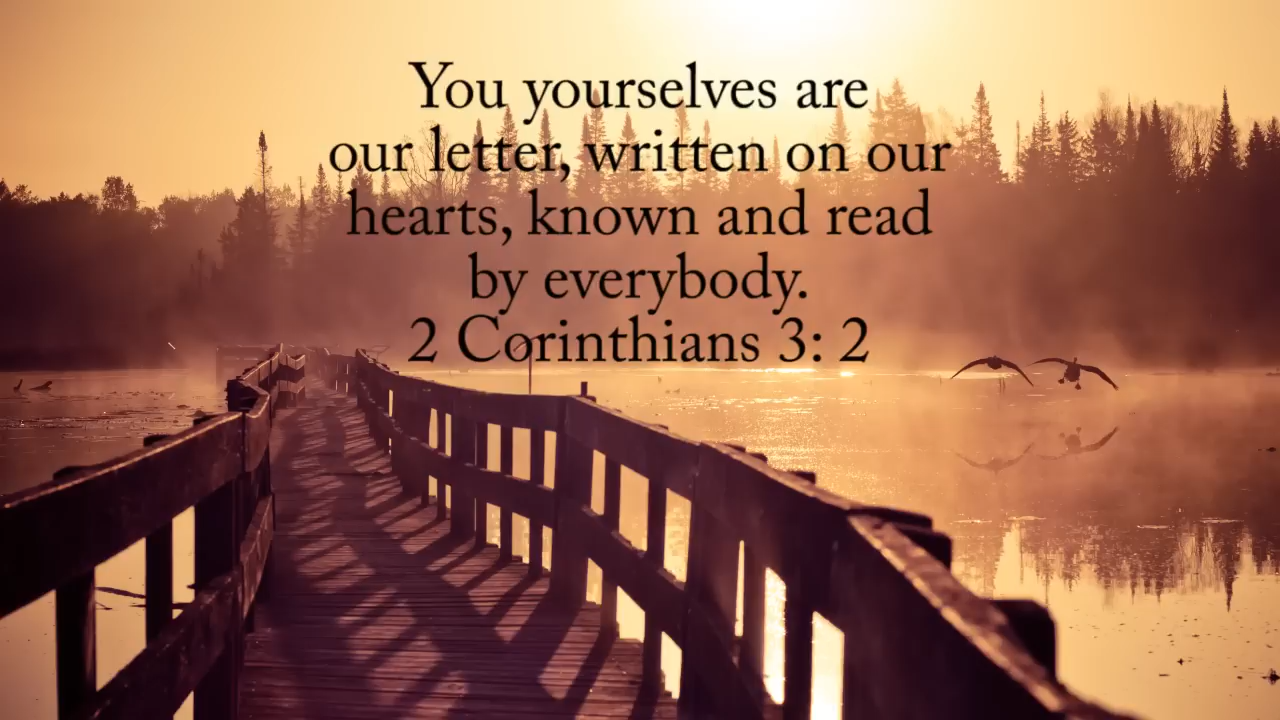 You yourselves are
our letter, written on our
hearts, known and read
by everybody.
2 Corinthians 3: 2